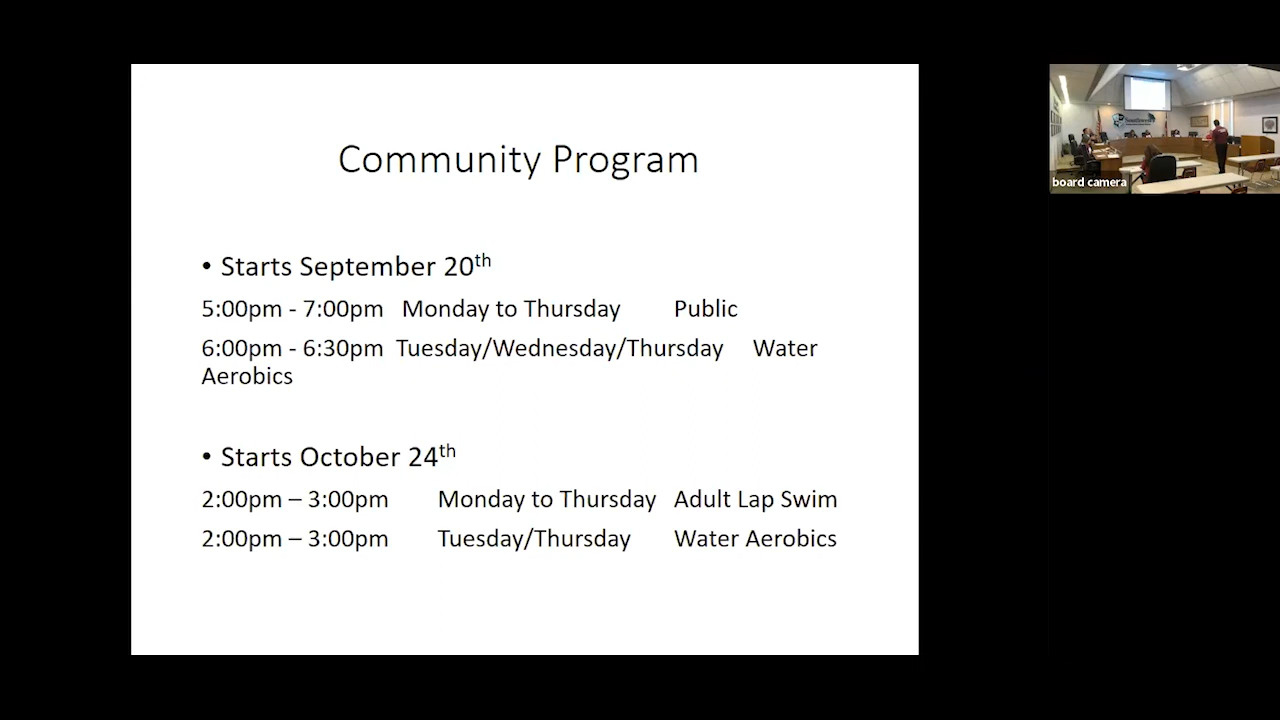 Community Program
• Starts September 20th
5:00pm - 7:00pm Monday to Thursday Public
6:00pm - 6:30pm Tuesday/Wednesday/Thursday Water
Aerobics
• Starts October 24th
2:00pm – 3:00pm Monday to Thursday Adult Lap Swim
2:00pm – 3:00pm Tuesday/Thursday Water Aerobics
board camera